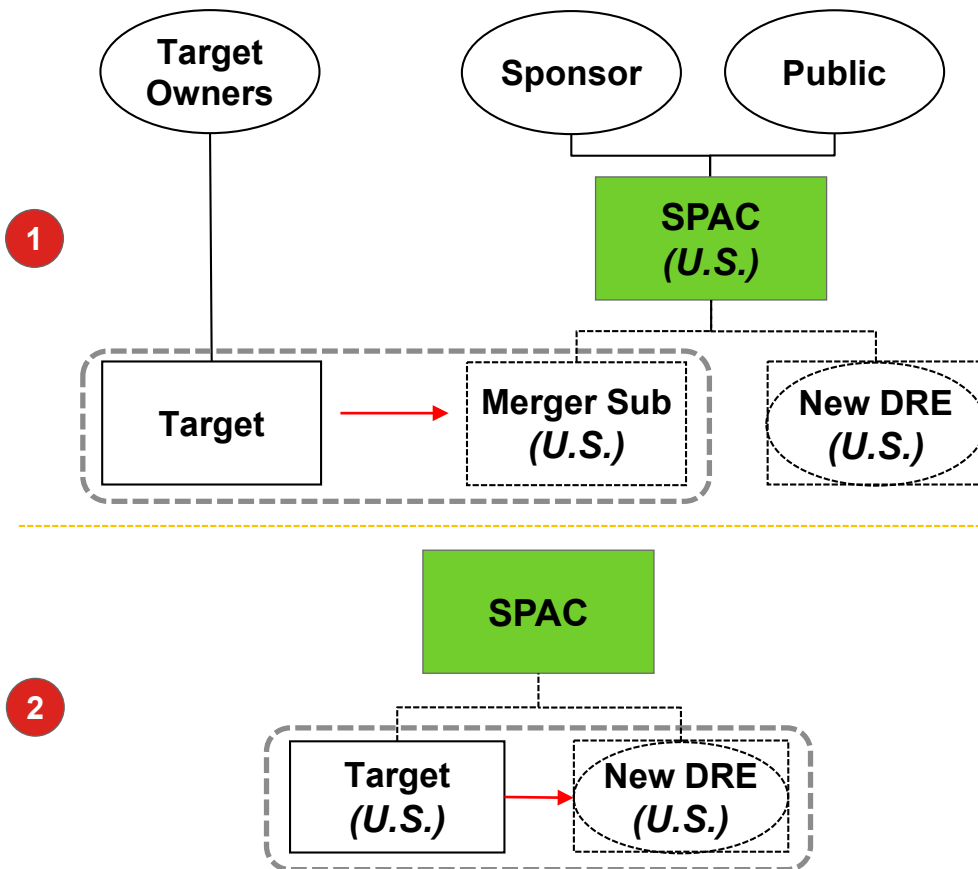 Target
Owners
Sponsor
Public
1
SPAC
(U.S.)
Target
Merger Sub
(U.S.)
New DRE
(U.S.)
SPAC
2
Target
(U.S.)
New DRE
(U.S.)